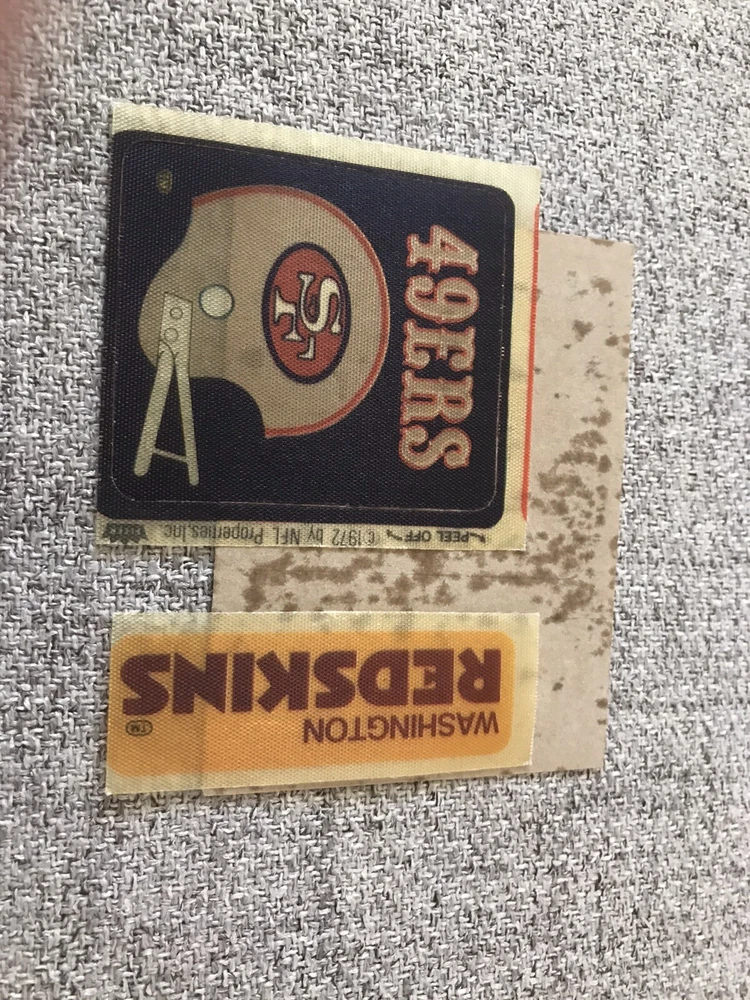 49ERS
SF
©1972 by NFL Properties, Inc
PEEL OFF
WASHINGTON
REDSKINS
TM